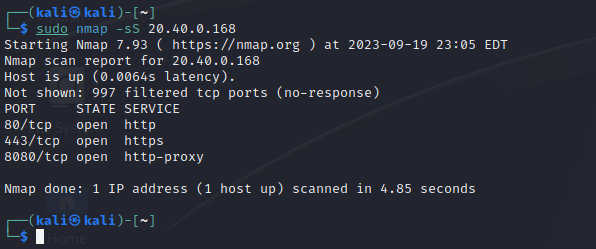 ┌──(kali㉿kali)-[~]
└─$ sudo nmap -sS 20.40.0.168
Starting Nmap 7.93 ( https://nmap.org ) at 2023-09-19 23:05 EDT
Nmap scan report for 20.40.0.168
Host is up (0.0064s latency).
Not shown: 997 filtered tcp ports (no-response)
PORT     STATE SERVICE
80/tcp   open  http
443/tcp  open  https
8080/tcp open  http-proxy

Nmap done: 1 IP address (1 host up) scanned in 4.85 seconds

┌──(kali㉿kali)-[~]
└─$
Home